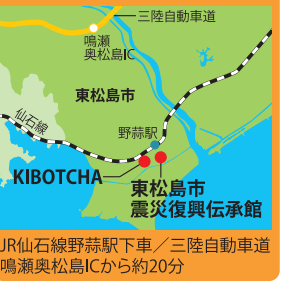 三陸自動車道
鳴瀬
奥松島IC
東松島市
仙石線
野蒜駅
KIBOTCHA
東松島市
震災復興伝承館
JR仙石線野蒜駅下車／三陸自動車道
鳴瀬奥松島ICから約20分